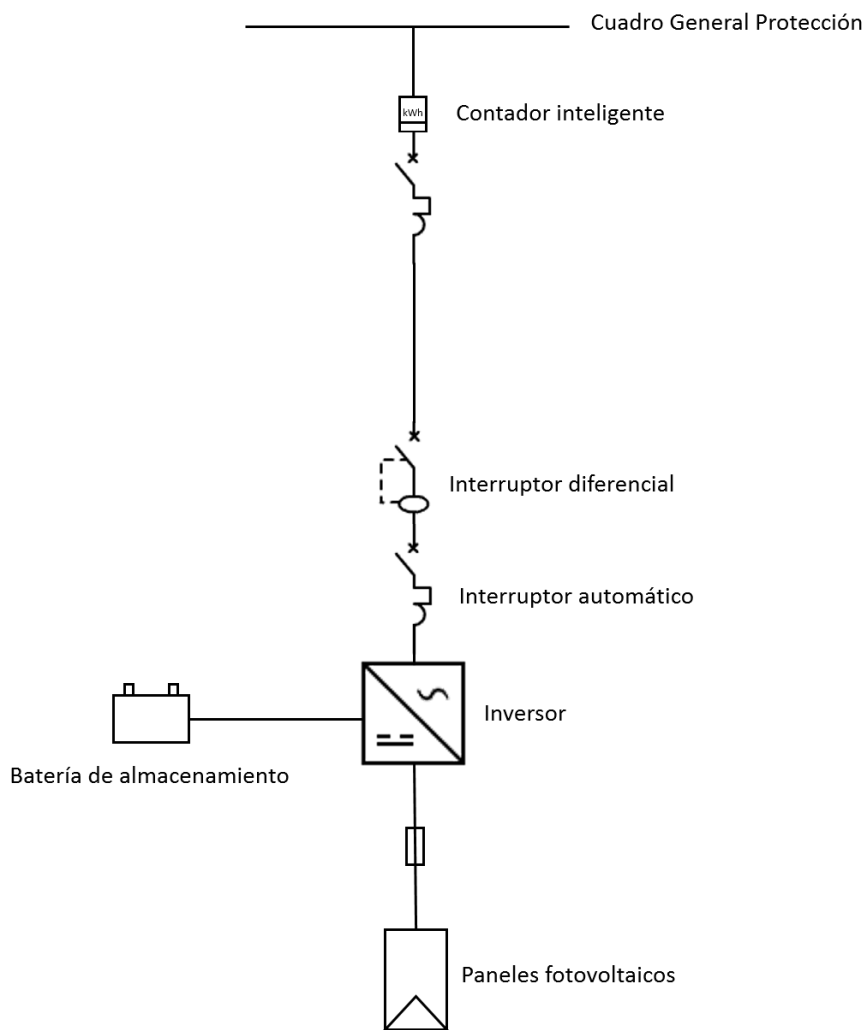 Cuadro General Protección
kWh
Contador inteligente
Interruptor diferencial
Interruptor automático
Inversor
Batería de almacenamiento
Paneles fotovoltaicos